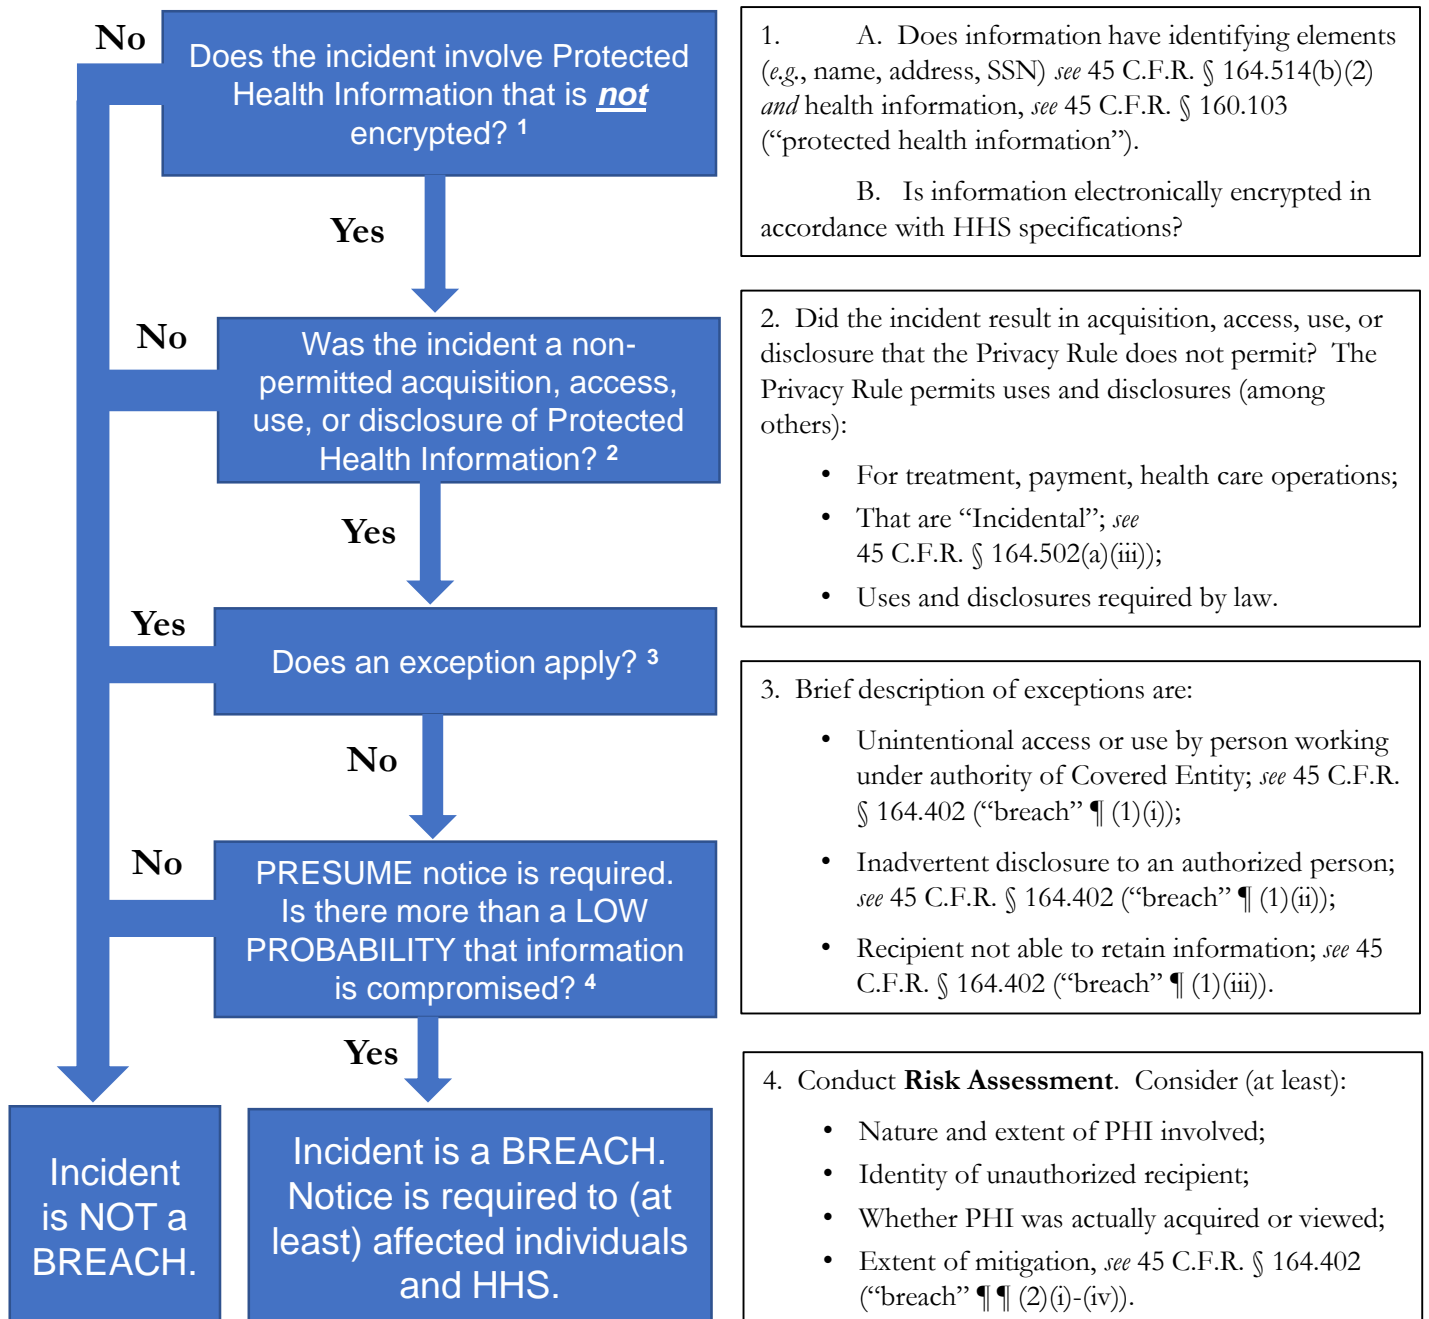 No
Does the incident involve Protected
Health Information that is not
encrypted? 1
Yes
No
Was the incident a non-
permitted acquisition, access,
use, or disclosure of Protected
Health Information? 2
Yes
Yes
Does an exception apply? 3
No
No
PRESUME notice is required.
Is there more than a LOW
PROBABILITY that information
is compromised? 4
Yes
Incident
is NOT a
BREACH.
Incident is a BREACH.
Notice is required to (at
least) affected individuals
and HHS.
1. A. Does information have identifying elements
(e.g., name, address, SSN) see 45 C.F.R. § 164.514(b)(2)
and health information, see 45 C.F.R. § 160.103
(“protected health information”).
B. Is information electronically encrypted in
accordance with HHS specifications?
2. Did the incident result in acquisition, access, use, or
disclosure that the Privacy Rule does not permit? The
Privacy Rule permits uses and disclosures (among
others):
• For treatment, payment, health care operations;
• That are “Incidental”; see
45 C.F.R. § 164.502(a)(iii));
• Uses and disclosures required by law.
3. Brief description of exceptions are:
• Unintentional access or use by person working
under authority of Covered Entity; see 45 C.F.R.
§ 164.402 (“breach” ¶ (1)(i));
• Inadvertent disclosure to an authorized person;
see 45 C.F.R. § 164.402 (“breach” ¶ (1)(ii));
• Recipient not able to retain information; see 45
C.F.R. § 164.402 (“breach” ¶ (1)(iii)).
4. Conduct Risk Assessment. Consider (at least):
• Nature and extent of PHI involved;
• Identity of unauthorized recipient;
• Whether PHI was actually acquired or viewed;
• Extent of mitigation, see 45 C.F.R. § 164.402
(“breach” ¶ ¶ (2)(i)-(iv)).